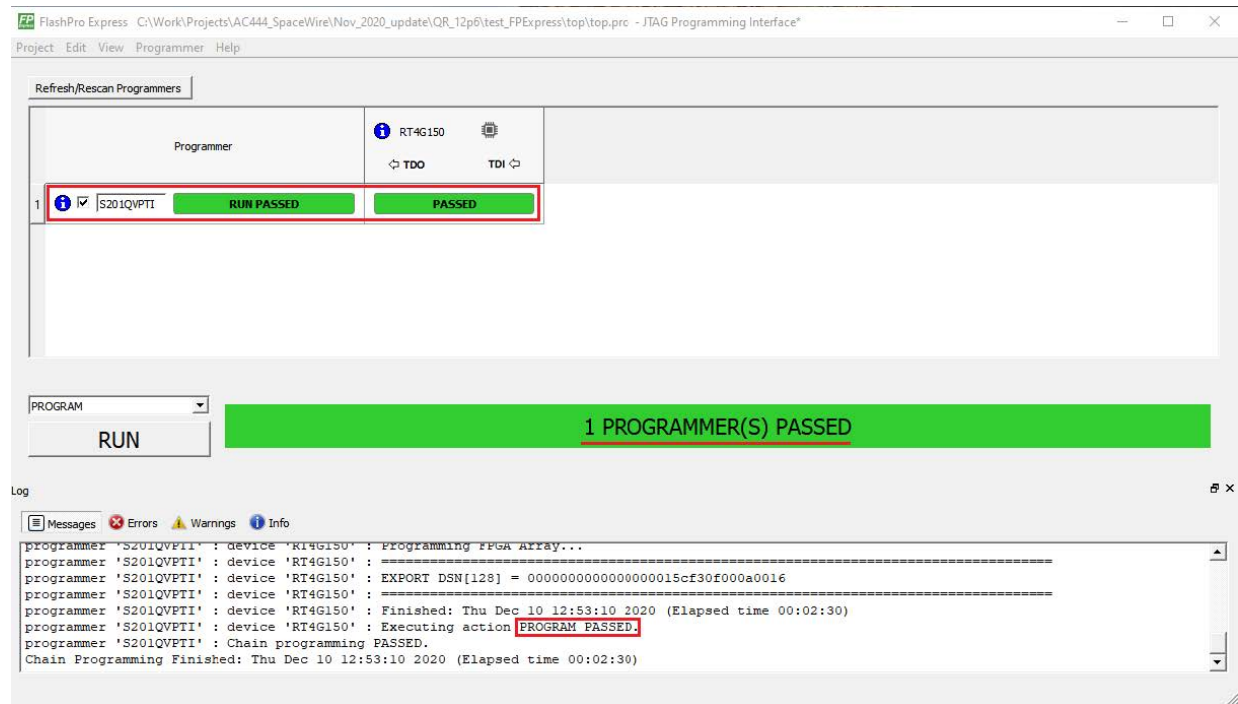 FlashPro Express C:\Work\Projects\AC444_SpaceWire\Nov_2020_update\QR_12p6\test_FPExpress\top\top.pro - JTAG Programming Interface*
Project Edit View Programmer Help
Refresh/Rescan Programmers
Programmer
RT4G150
TDO TDI
1 S201QVPTI RUN PASSED PASSED
PROGRAM
RUN
1 PROGRAMMER(S) PASSED
Log
Messages Errors Warnngs Info
programmer 'S201QVPTI' : device 'RT4G150' : Programming FPGA Array...
programmer 'S201QVPTI' : device 'RT4G150' : =====================================================================================
programmer 'S201QVPTI' : device 'RT4G150' : EXPORT DSN[128] = 0000000000000000015cf30f000a0016
programmer 'S201QVPTI' : device 'RT4G150' : =====================================================================================
programmer 'S201QVPTI' : device 'RT4G150' : Finished: Thu Dec 10 12:53:10 2020 (Elapsed time 00:02:30)
programmer 'S201QVPTI' : device 'RT4G150' : Executing action PROGRAM PASSED.
programmer 'S201QVPTI' : Chain programming PASSED.
Chain Programming Finished: Thu Dec 10 12:53:10 2020 (Elapsed time 00:02:30)